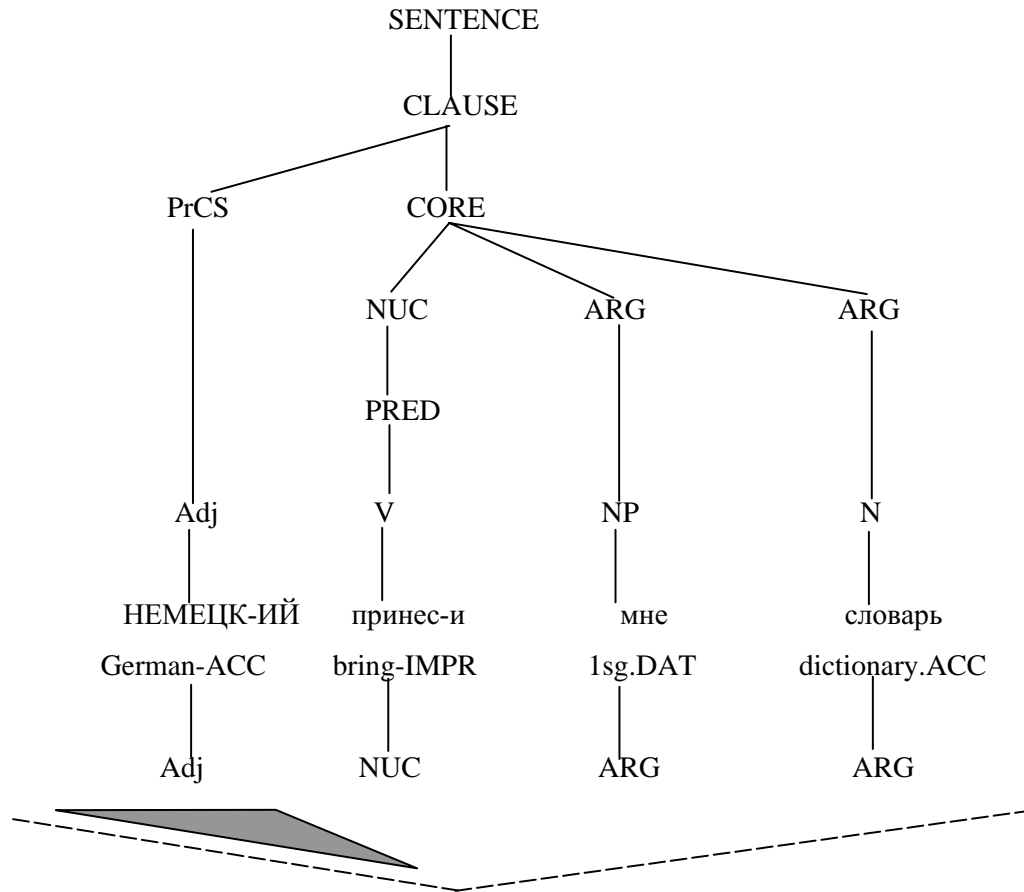 SENTENCE
CLAUSE
PrCS CORE
NUC ARG ARG
PRED
Adj V NP N
НЕМЕЦК-ИЙ принес-и мне словарь
German-ACC bring-IMPR 1sg.DAT dictionary.ACC
Adj NUC ARG ARG